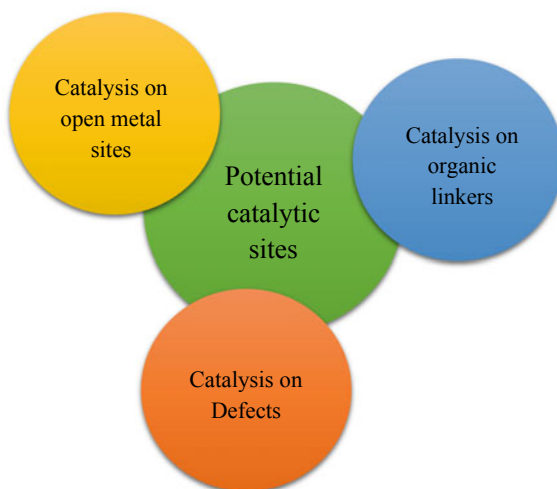 Catalysis on
open metal
sites
Potential
catalytic
sites
Catalysis on
organic
linkers
Catalysis on
Defects